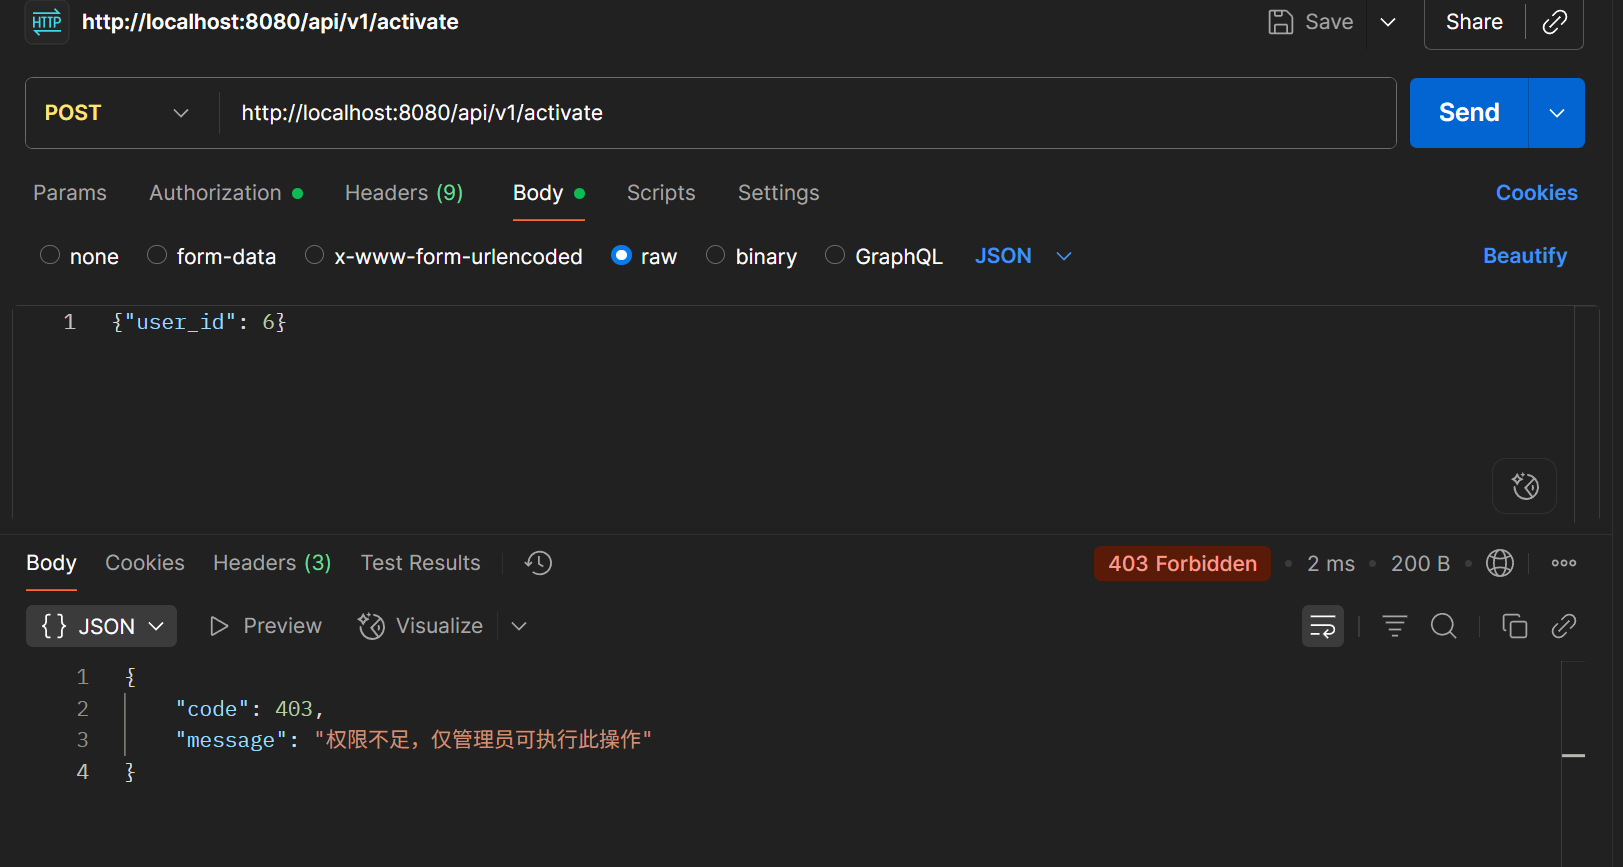 HTTP http://localhost:8080/api/v1/activate Save Share
POST http://localhost:8080/api/v1/activate Send
Params Authorization Headers (9) Body Scripts Settings Cookies
none form-data x-www-form-urlencoded raw binary GraphQL JSON Beautify
1 {"user_id": 6}
Body Cookies Headers (3) Test Results 403 Forbidden • 2 ms • 200 B •
{} JSON Preview Visualize
1 {
2 "code": 403,
3 "message": "权限不足，仅管理员可执行此操作"
4 }